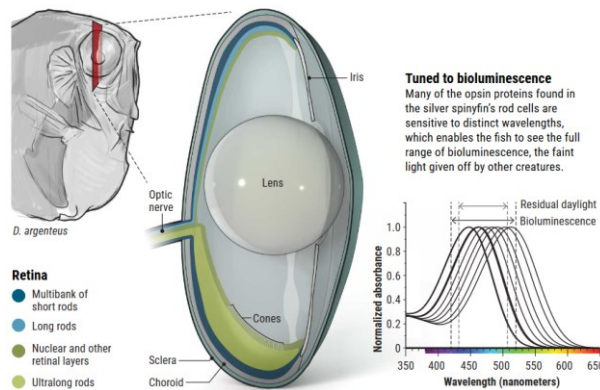 Iris
Lens
Optic
nerve
D. argenteus
Retina
Multibank of
short rods
Long rods
Nuclear and other
retinal layers
Ultralong rods
Cones
Sclera
Choroid
Tuned to bioluminescence
Many of the opsin proteins found in
the silver spinyfin's rod cells are
sensitive to distinct wavelengths,
which enables the fish to see the full
range of bioluminescence, the faint
light given off by other creatures.
Residual daylight
Bioluminescence
Normalized absorbance
1.0
0.8
0.6
0.4
0.2
0
350 400 450 500 550 600 650
Wavelength (nanometers)